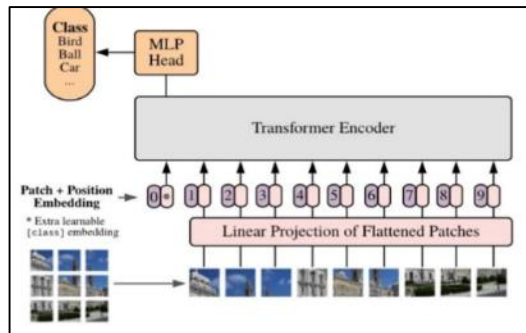 Class
Bird
Ball
Car
...
MLP
Head
Transformer Encoder
Patch + Position
Embedding
* Extra learnable
[class] embedding
0 * 1 2 3 4 5 6 7 8 9
Linear Projection of Flattened Patches